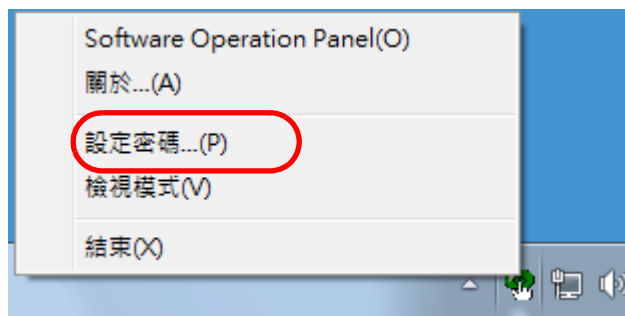 Software Operation Panel(O)
關於...(A)
設定密碼...(P)
檢視模式(V)
結束(X)